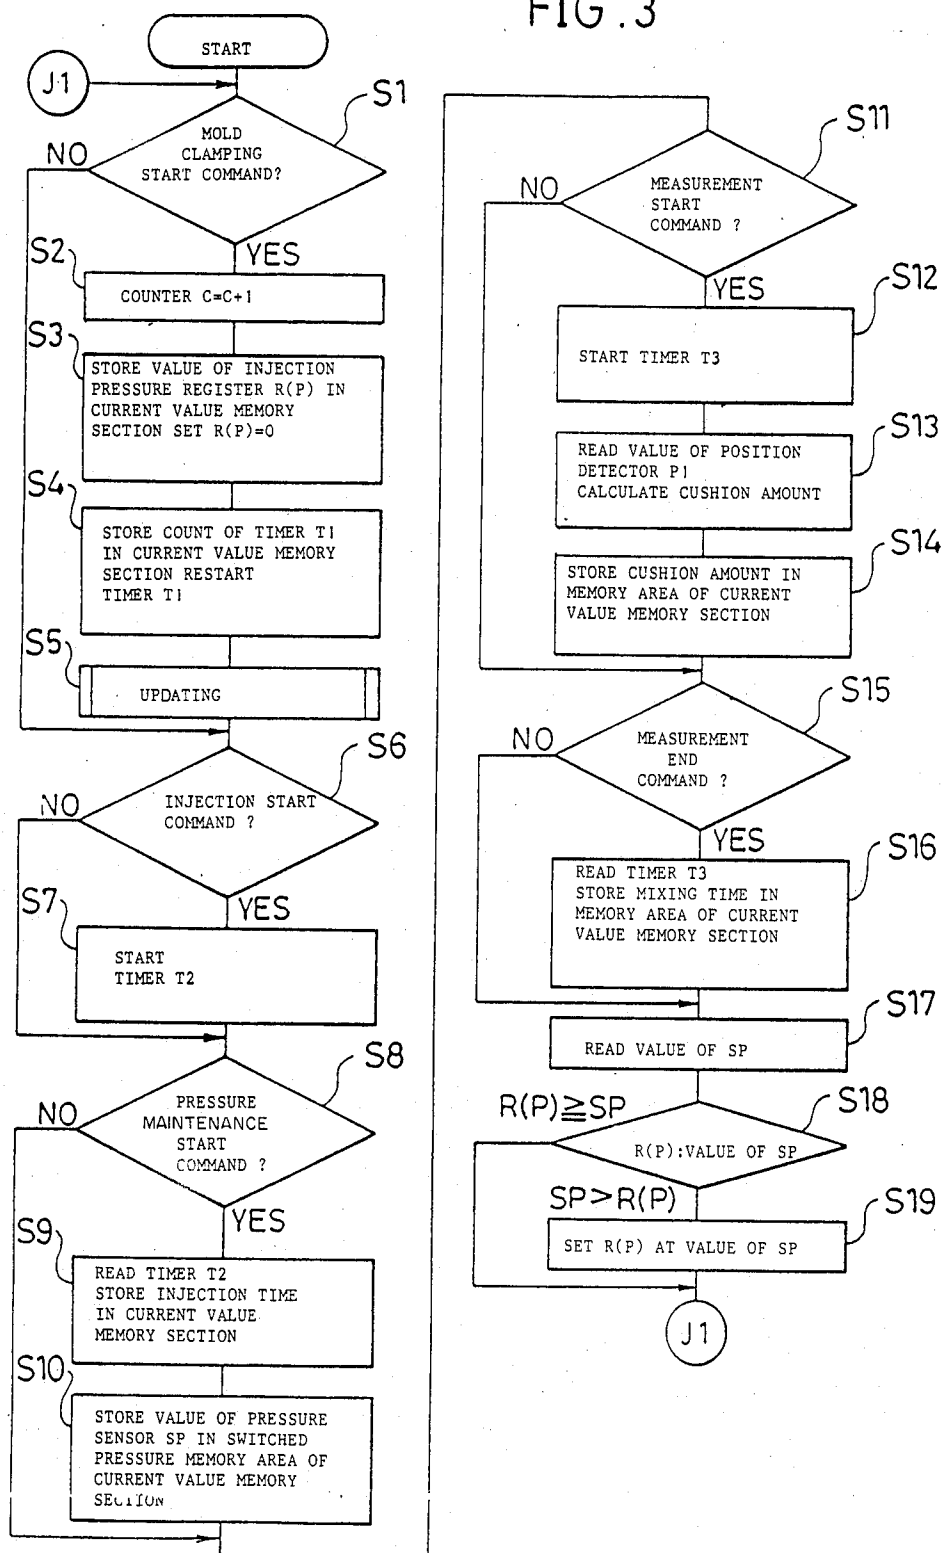 FIG.3
START
J1
S1
MOLD
CLAMPING
START COMMAND?
NO
YES
S2
COUNTER C=C+1
S3
STORE VALUE OF INJECTION
PRESSURE REGISTER R(P) IN
CURRENT VALUE MEMORY
SECTION SET R(P)=0
S4
STORE COUNT OF TIMER T1
IN CURRENT VALUE MEMORY
SECTION RESTART
TIMER T1
S5
UPDATING
S6
INJECTION START
COMMAND ?
NO
YES
S7
START
TIMER T2
S8
PRESSURE
MAINTENANCE
START
COMMAND ?
NO
YES
S9
READ TIMER T2
STORE INJECTION TIME
IN CURRENT VALUE
MEMORY SECTION
S10
STORE VALUE OF PRESSURE
SENSOR SP IN SWITCHED
PRESSURE MEMORY AREA OF
CURRENT VALUE MEMORY
SECTION
S11
MEASUREMENT
START
COMMAND ?
NO
YES
S12
START TIMER T3
S13
READ VALUE OF POSITION
DETECTOR P1
CALCULATE CUSHION AMOUNT
S14
STORE CUSHION AMOUNT IN
MEMORY AREA OF CURRENT
VALUE MEMORY SECTION
S15
MEASUREMENT
END
COMMAND ?
NO
YES
S16
READ TIMER T3
STORE MIXING TIME IN
MEMORY AREA OF CURRENT
VALUE MEMORY SECTION
S17
READ VALUE OF SP
S18
R(P)≧SP
R(P):VALUE OF SP
SP>R(P)
S19
SET R(P) AT VALUE OF SP
J1